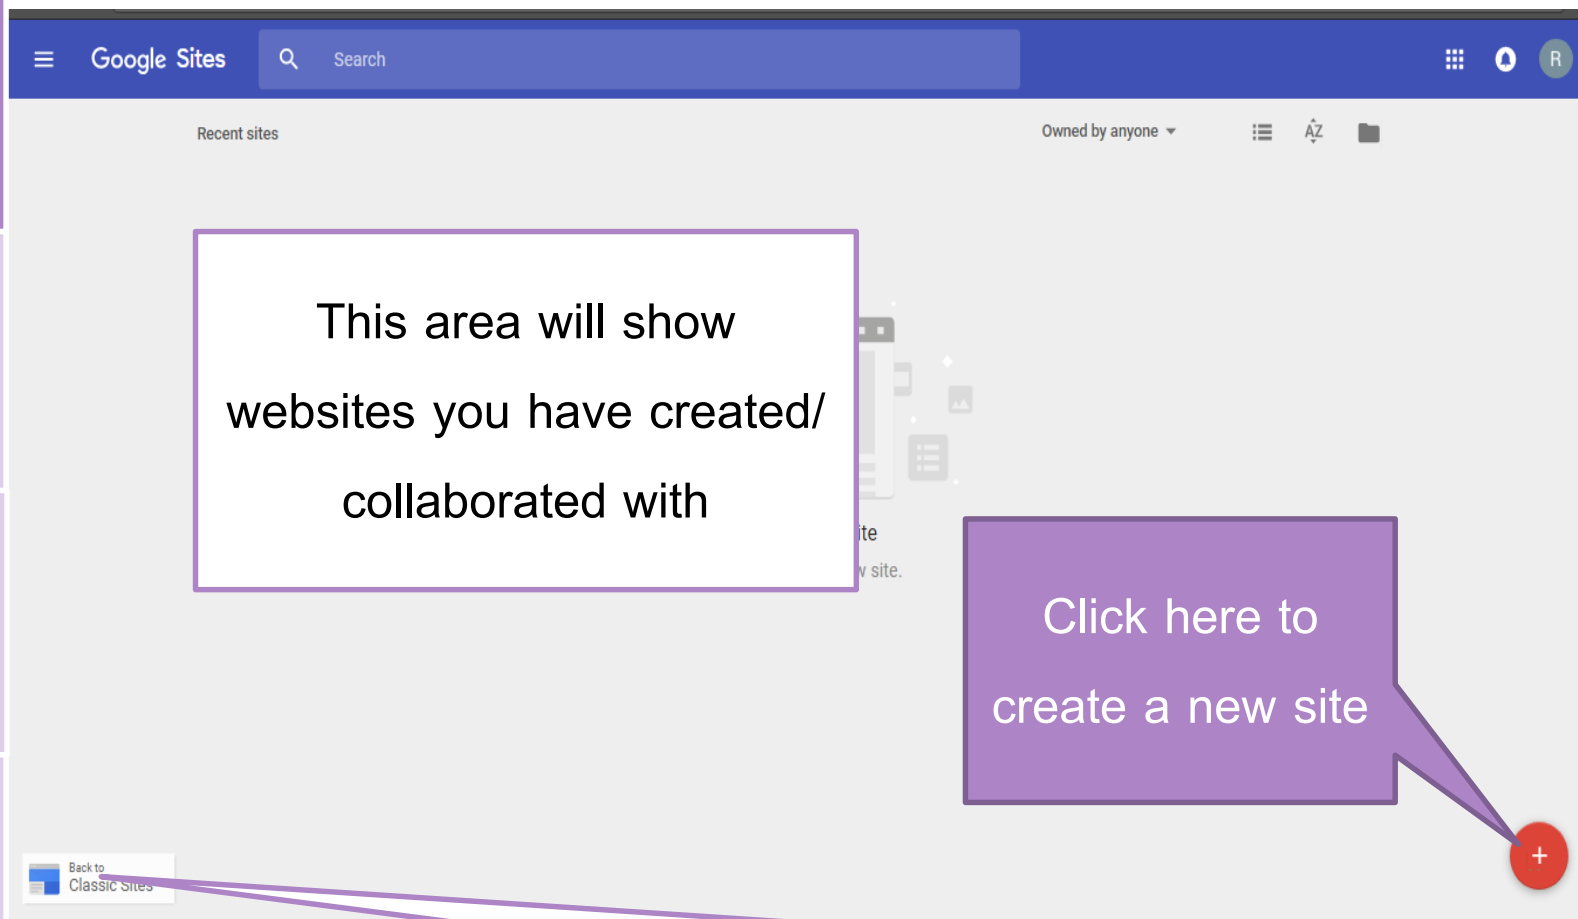 Google Sites
Search
R
Recent sites
Owned by anyone
AZ
This area will show
websites you have created/
collaborated with
site.
Click here to
create a new site
+
Back to
Classic Sites